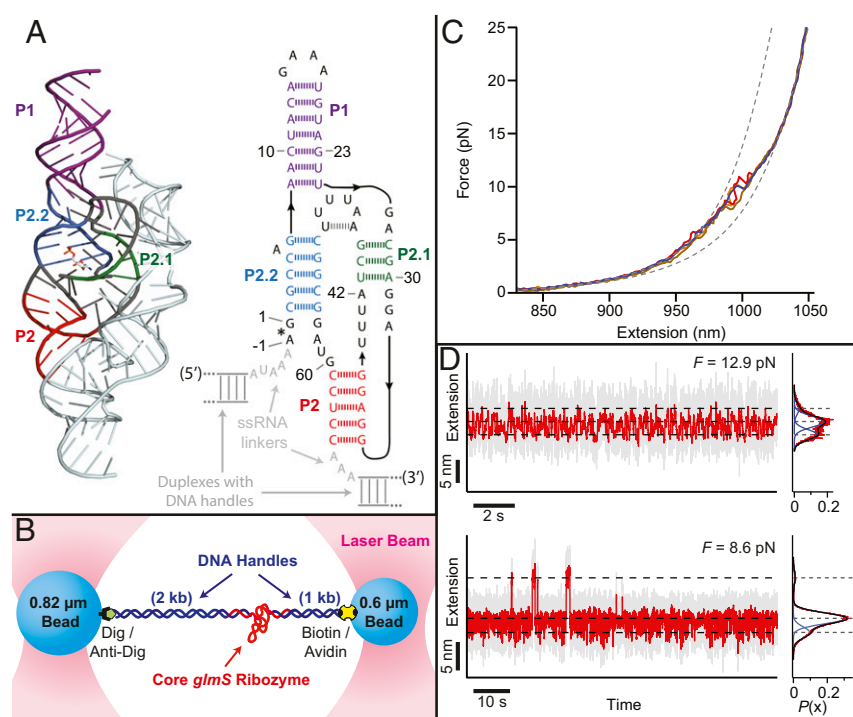 A
P1
P2.2
P2.1
P2
A
A A
G A
A U
C G
A U
U A
10 C G 23
A U
A U
P1
U
U A
U A
U A
A
G C
C G
C G
G C
C G
P2.2
G
A
C C
G G
U A
P2.1
30
42
A
U
U
U
U
G
G
A
1
G
*
-1 A
G
A
U
G
60
(5')
A U A A
C G
C A
U G
C G
C G
P2
ssRNA
linkers
A
A
A
(3')
Duplexes with
DNA handles
B
Laser Beam
DNA Handles
(2 kb)
(1 kb)
0.82 µm
Bead
0.6 µm
Bead
Dig /
Anti-Dig
Biotin /
Avidin
Core glmS Ribozyme
C
Force (pN)
25
20
15
10
5
0
850
900
950
1000
1050
Extension (nm)
D
Extension
F = 12.9 pN
5 nm
2 s
0 0.2
Extension
F = 8.6 pN
5 nm
10 s
Time
0 0.2
P(x)